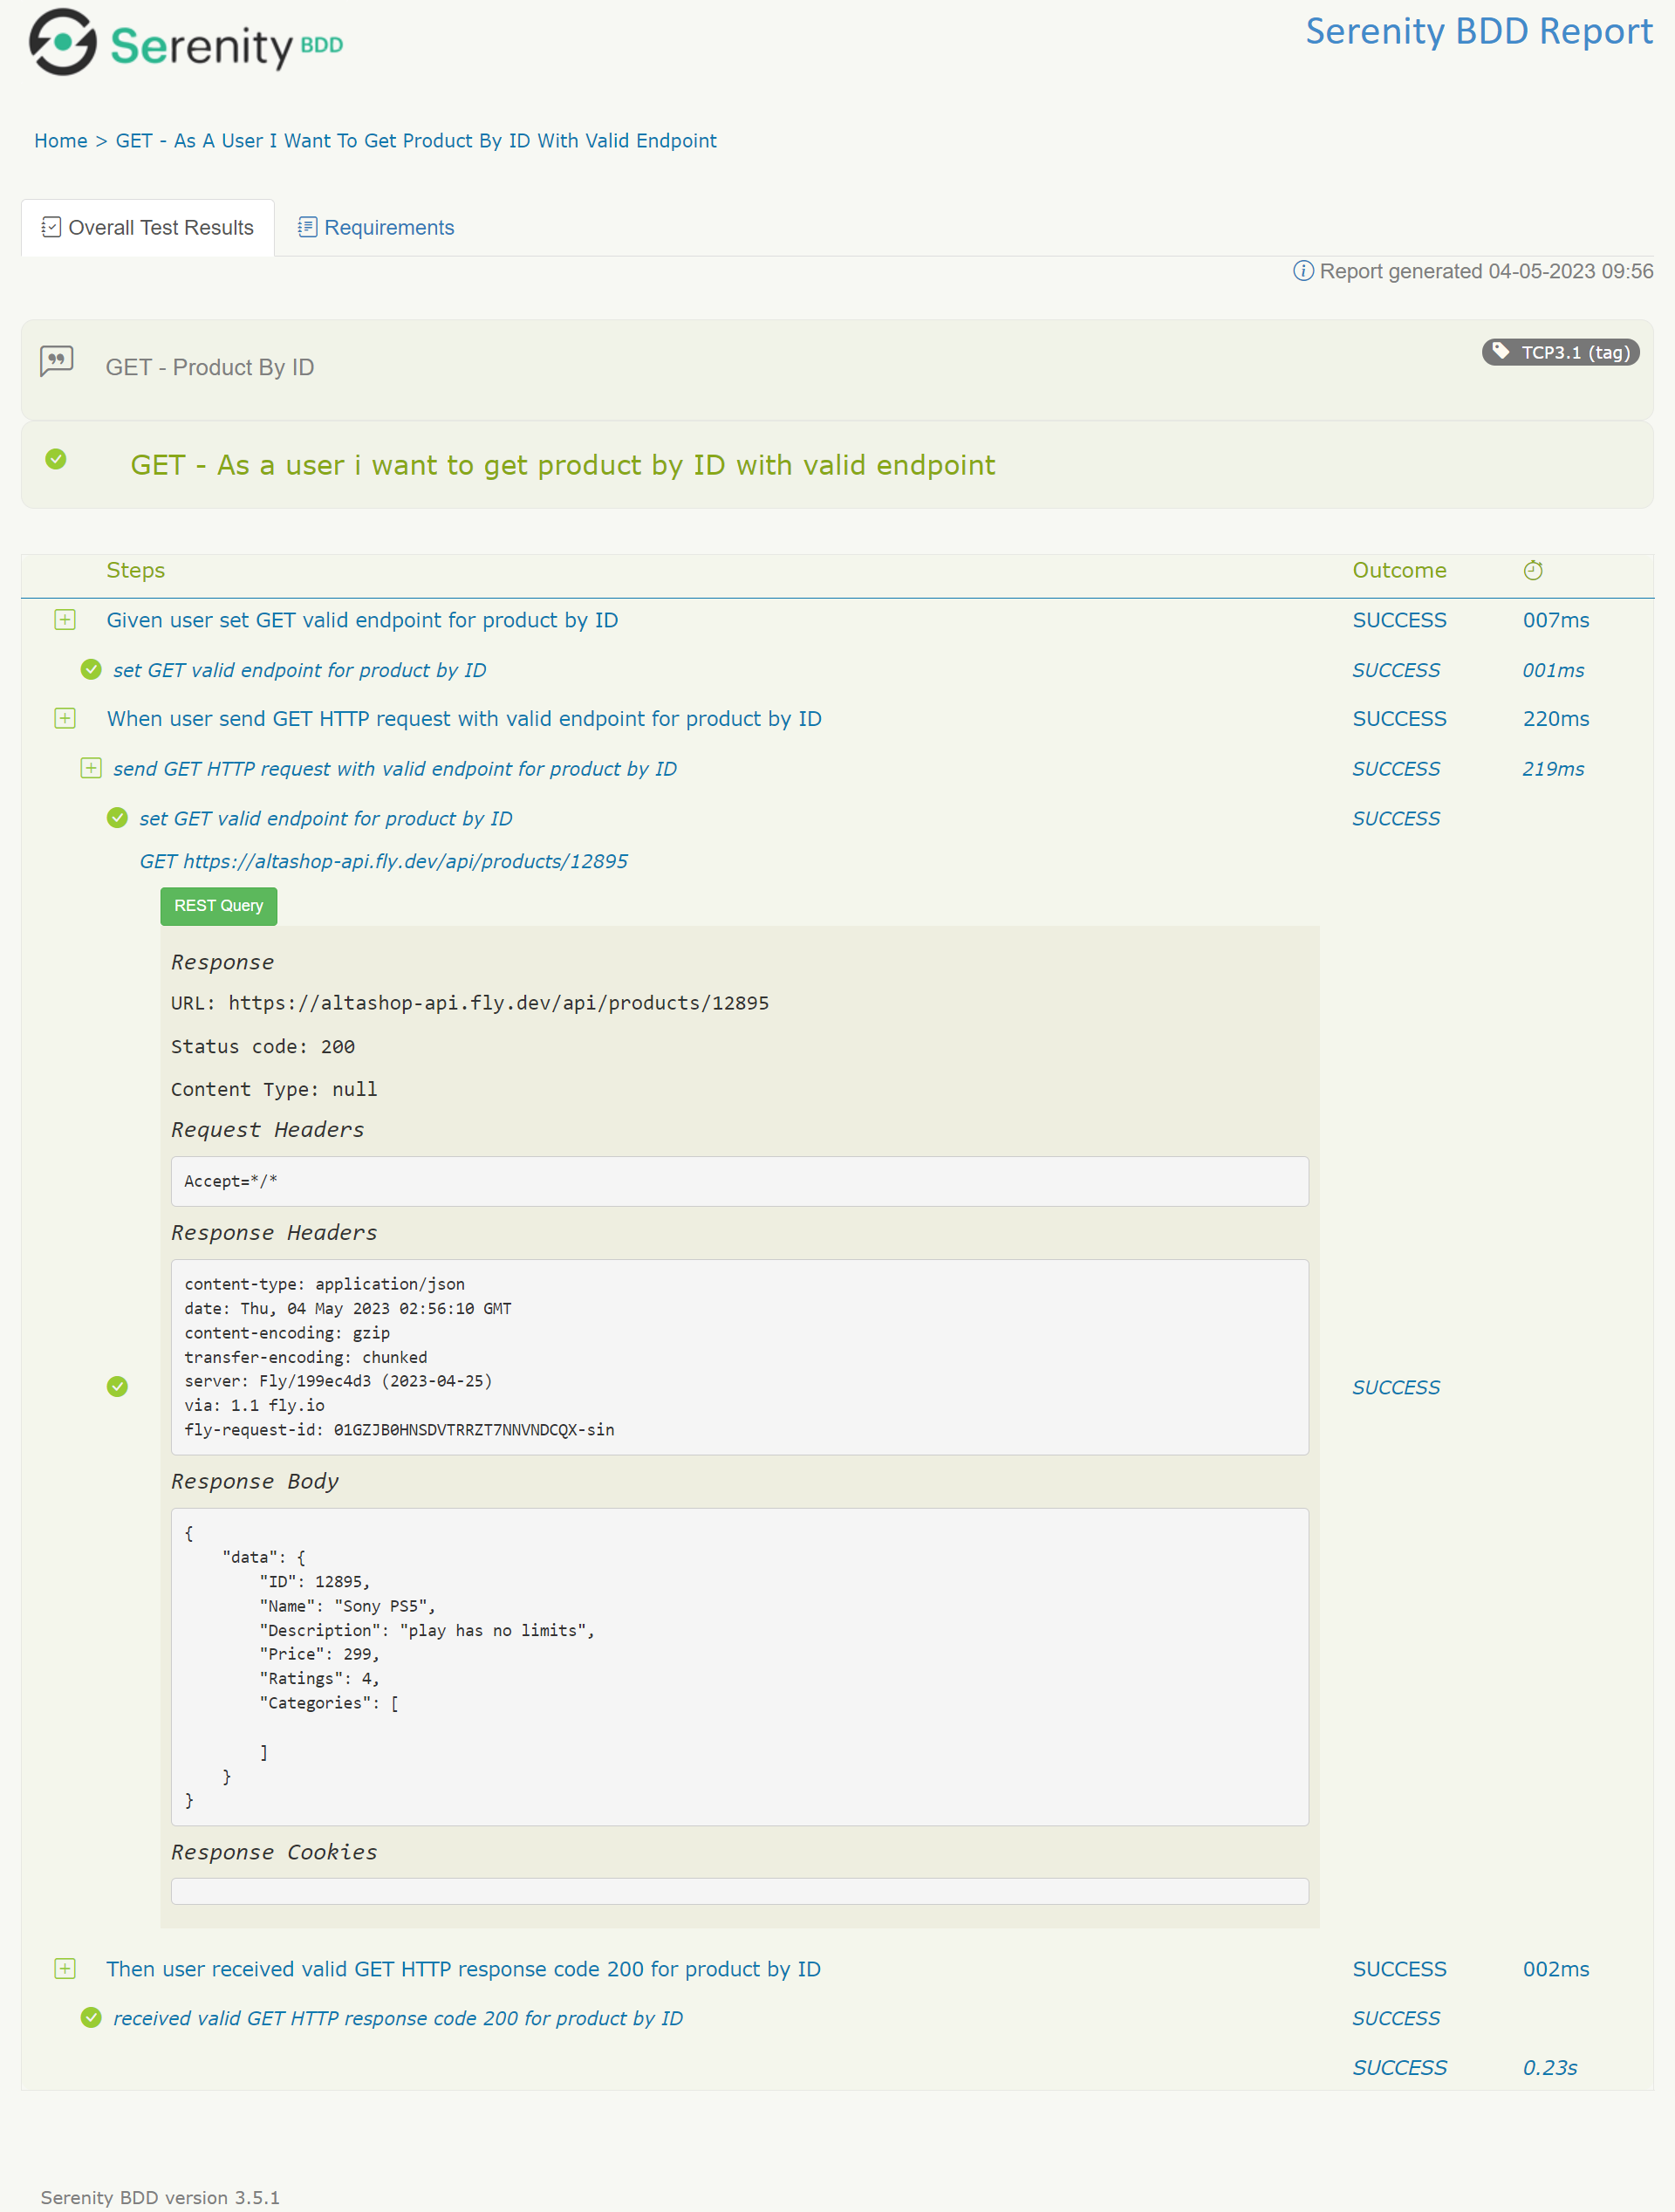 Serenity BDD
Serenity BDD Report
Home > GET - As A User I Want To Get Product By ID With Valid Endpoint
Overall Test Results
Requirements
Report generated 04-05-2023 09:56
GET - Product By ID
TCP3.1 (tag)
GET - As a user i want to get product by ID with valid endpoint
Steps Outcome
Given user set GET valid endpoint for product by ID SUCCESS 007ms
set GET valid endpoint for product by ID SUCCESS 001ms
When user send GET HTTP request with valid endpoint for product by ID SUCCESS 220ms
send GET HTTP request with valid endpoint for product by ID SUCCESS 219ms
set GET valid endpoint for product by ID SUCCESS
GET https://altashop-api.fly.dev/api/products/12895
REST Query
Response
URL: https://altashop-api.fly.dev/api/products/12895
Status code: 200
Content Type: null
Request Headers
Accept=*/*
Response Headers
content-type: application/json
date: Thu, 04 May 2023 02:56:10 GMT
content-encoding: gzip
transfer-encoding: chunked
server: Fly/199ec4d3 (2023-04-25)
via: 1.1 fly.io
fly-request-id: 01GZJB0HNSDVTRRZT7NNVNDCQX-sin
SUCCESS
Response Body
{
"data": {
"ID": 12895,
"Name": "Sony PS5",
"Description": "play has no limits",
"Price": 299,
"Ratings": 4,
"Categories": [
]
}
}
Response Cookies
Then user received valid GET HTTP response code 200 for product by ID SUCCESS 002ms
received valid GET HTTP response code 200 for product by ID SUCCESS
SUCCESS 0.23s
Serenity BDD version 3.5.1